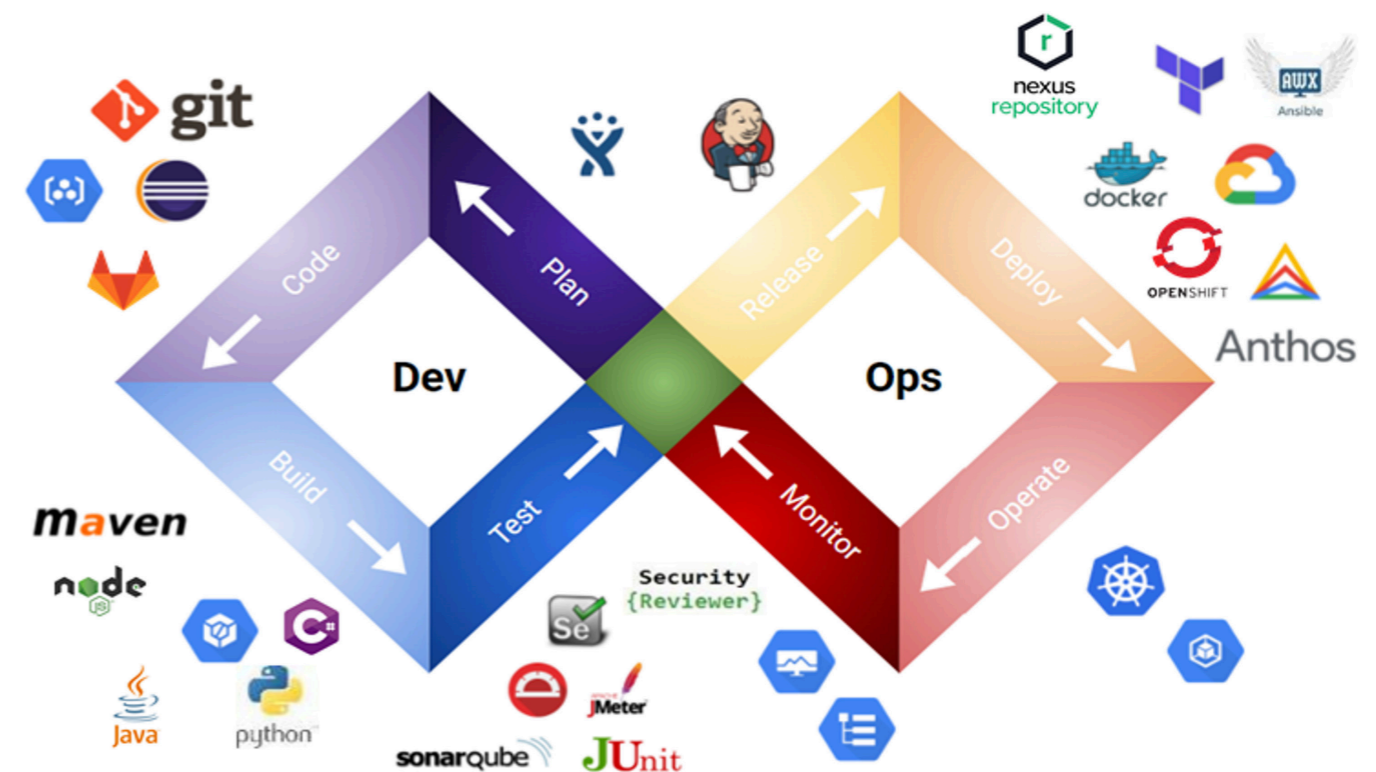 git
Code
Plan
Dev
Build
Test
maven
node
JS
C#
Java
python
Release
Deploy
Ops
Monitor
Operate
nexus
repository
AWX
Ansible
docker
OPENSHIFT
Anthos
Security
{Reviewer}
Se
APACHE
JMeter
sonarqube
JUnit